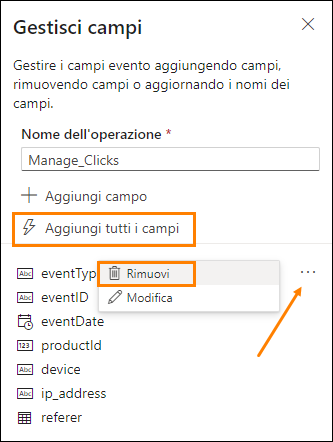 Gestisci campi
Gestire i campi evento aggiungendo campi,
rimuovendo campi o aggiornando i nomi dei
campi.
Nome dell'operazione *
Manage_Clicks
Aggiungi campo
Aggiungi tutti i campi
Abc eventTyp
Rimuovi
Abc eventID
Modifica
eventDate
123 productId
Abc device
Abc ip_address
referer